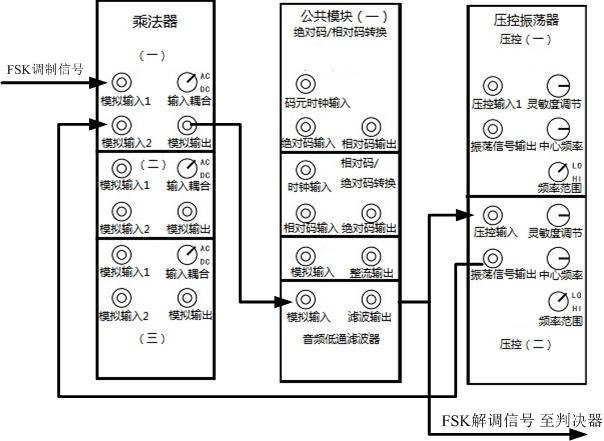 乘法器
(一)
FSK调制信号
AC
DC
模拟输入1
输入耦合
模拟输入2
模拟输出
(二)
AC
DC
模拟输入1
输入耦合
模拟输入2
模拟输出
AC
DC
模拟输入1
输入耦合
模拟输入2
模拟输出
(三)
公共模块(一)
绝对码/相对码转换
码元时钟输入
绝对码输入
相对码输出
相对码/
绝对码转换
时钟输入
相对码输入
绝对码输出
模拟输入
整流输出
模拟输入
滤波输出
音频低通滤波器
压控振荡器
压控(一)
压控输入1
灵敏度调节
振荡信号输出
中心频率
LO
HI
频率范围
压控输入
灵敏度调节
振荡信号输出
中心频率
LO
HI
频率范围
压控(二)
FSK解调信号 至判决器